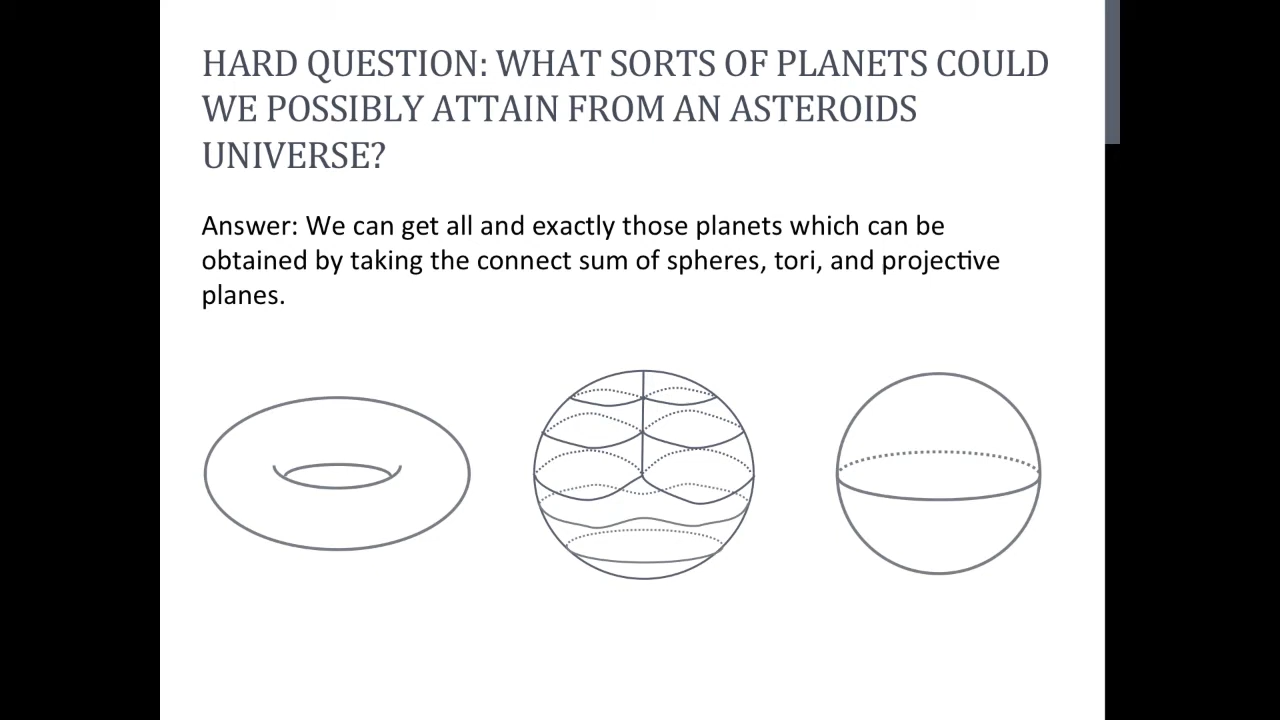 HARD QUESTION: WHAT SORTS OF PLANETS COULD
WE POSSIBLY ATTAIN FROM AN ASTEROIDS
UNIVERSE?
Answer: We can get all and exactly those planets which can be
obtained by taking the connect sum of spheres, tori, and projective
planes.